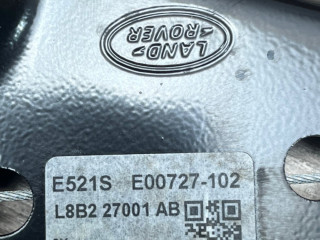 LAND
ROVER
E521S E00727-102
L8B2 27001 AB